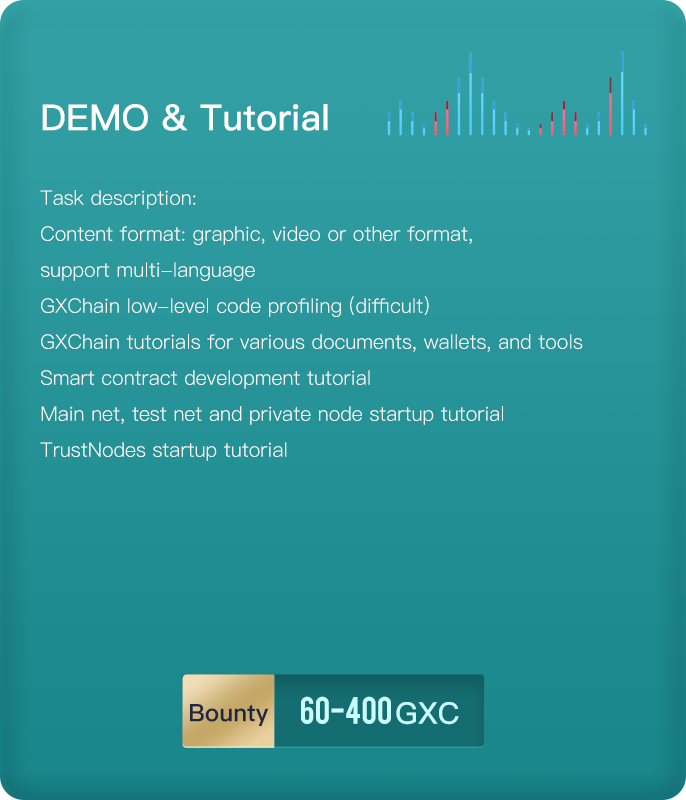 DEMO & Tutorial
Task description:
Content format: graphic, video or other format,
support multi-language
GXChain low-level code profiling (difficult)
GXChain tutorials for various documents, wallets, and tools
Smart contract development tutorial
Main net, test net and private node startup tutorial
TrustNodes startup tutorial
Bounty 60-400 GXC